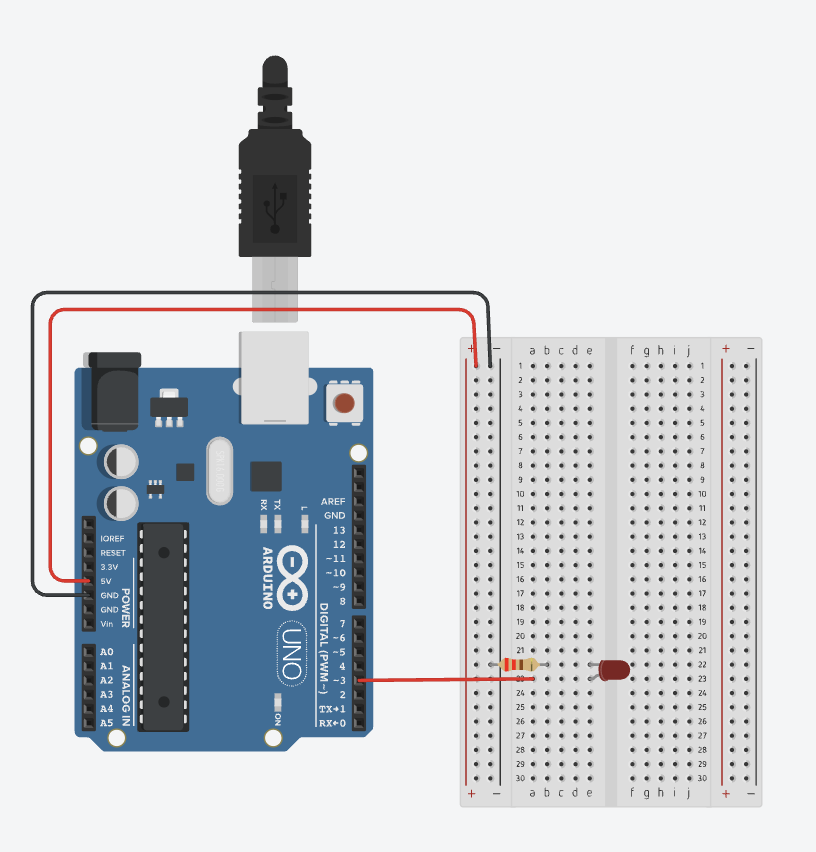 + − a b c d e f g h i j + −
1 1
2 2
3 3
4 4
5 5
6 6
7 7
8 8
9 9
10 10
11 11
12 12
13 13
14 14
15 15
16 16
17 17
18 18
19 19
20 20
21 21
22 22
23 23
24 24
25 25
26 26
27 27
28 28
29 29
30 30
+ − a b c d e f g h i j + −
AREF
GND
13
12
~11
~10
~9
8
7
~6
~5
4
~3
2
TX→1
RX←0
DIGITAL (PWM~)
RX
TX
L
ARDUINO
UNO
ON
IOREF
RESET
3.3V
5V
GND
GND
Vin
POWER
A0
A1
A2
A3
A4
A5
ANALOG IN